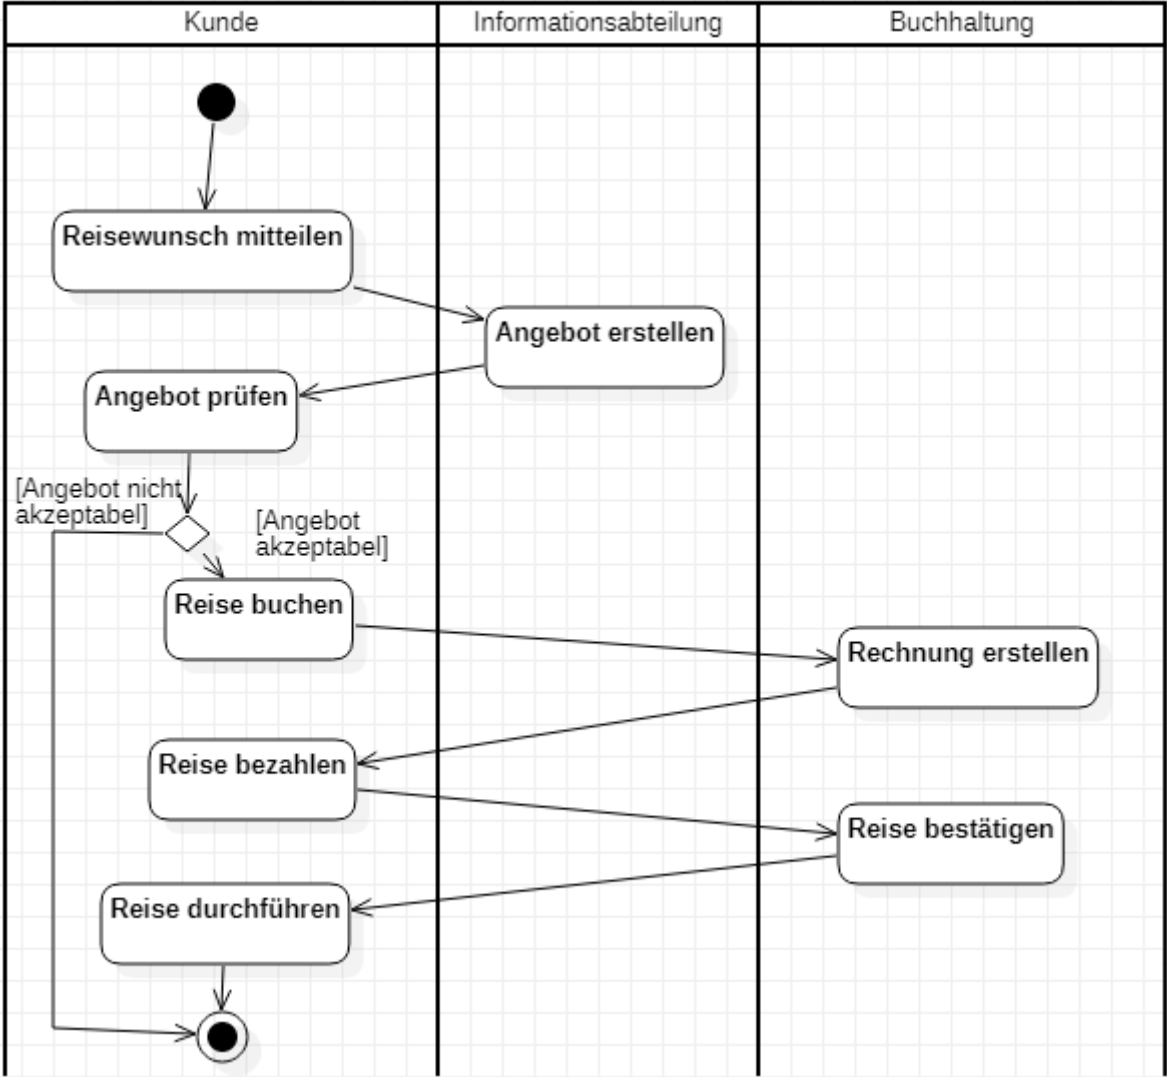 Kunde
Informationsabteilung
Buchhaltung
Reisewunsch mitteilen
Angebot erstellen
Angebot prüfen
[Angebot nicht
akzeptabel]
[Angebot
akzeptabel]
Reise buchen
Rechnung erstellen
Reise bezahlen
Reise bestätigen
Reise durchführen